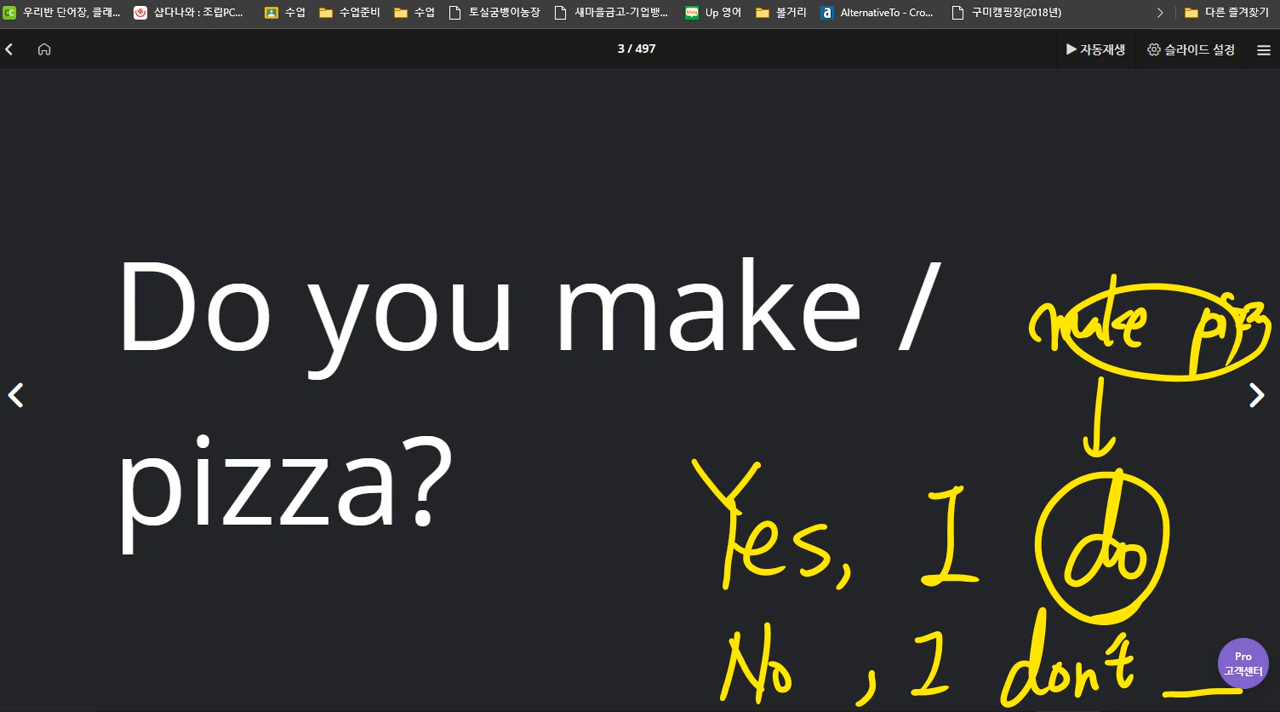 우리반 단어장, 클래... 샵다나와 : 조립PC... 수업 수업준비 수업 토실굼벵이농장 새마을금고-기업뱅... Up 영어 볼거리 AlternativeTo - Cro... 구미캠핑장(2018년) 다른 즐겨찾기
3 / 497 자동재생 슬라이드 설정
Do you make /
pizza?
make
Yes, I do
No, I don't
Pro
고객센터